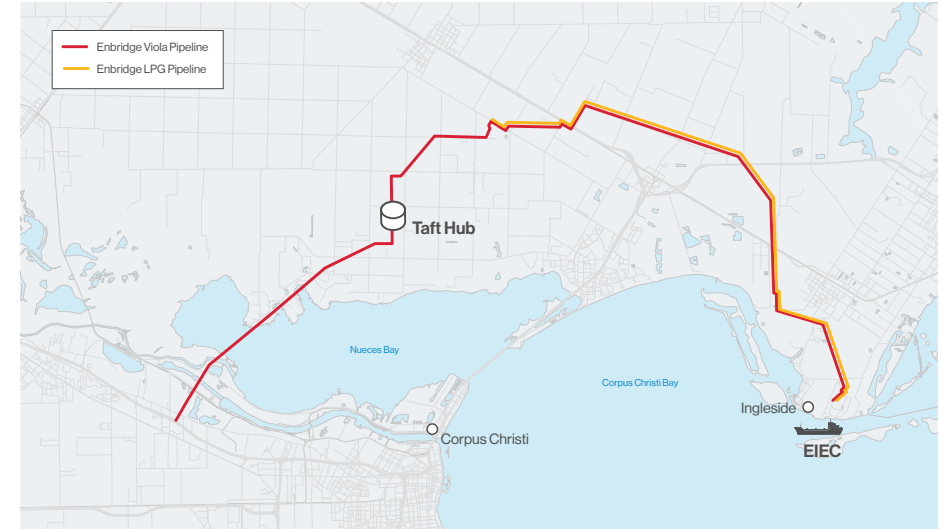 Enbridge Viola Pipeline
Enbridge LPG Pipeline
Taft Hub
Nueces Bay
Corpus Christi Bay
Ingleside
EIEC
Corpus Christi